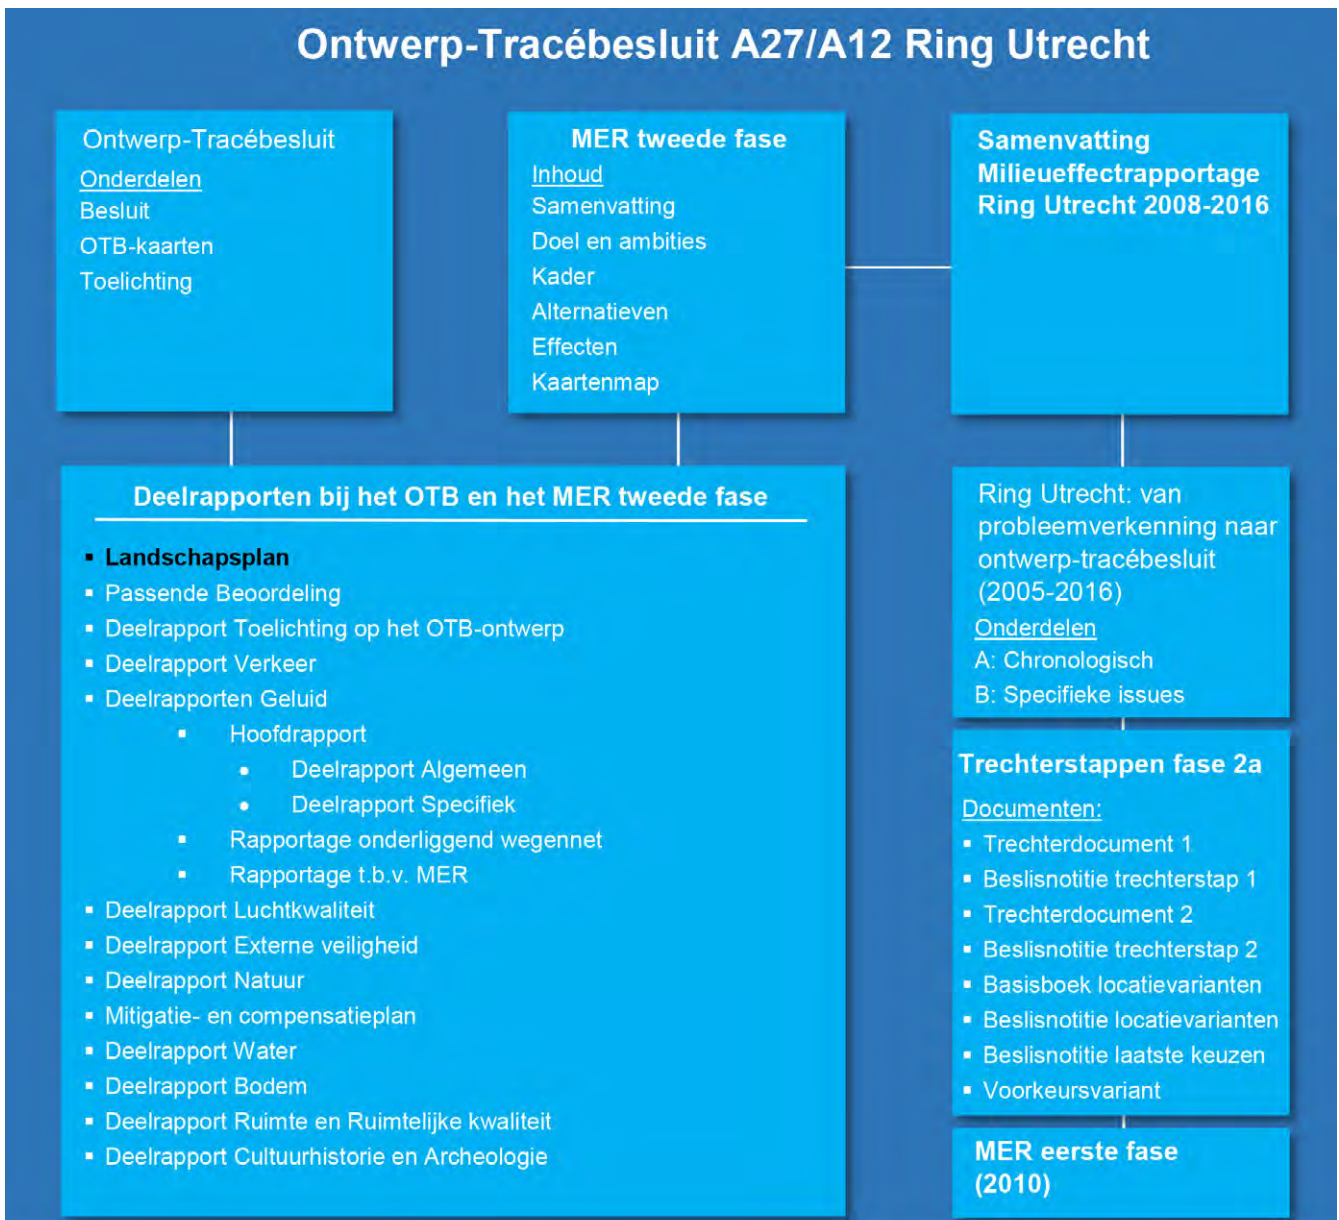 Ontwerp-Tracébesluit A27/A12 Ring Utrecht
Ontwerp-Tracébesluit
Onderdelen
Besluit
OTB-kaarten
Toelichting
MER tweede fase
Inhoud
Samenvatting
Doel en ambities
Kader
Alternatieven
Effecten
Kaartenmap
Samenvatting
Milieueffectrapportage
Ring Utrecht 2008-2016
Deelrapporten bij het OTB en het MER tweede fase
▪ Landschapsplan
▪ Passende Beoordeling
▪ Deelrapport Toelichting op het OTB-ontwerp
▪ Deelrapport Verkeer
▪ Deelrapporten Geluid
▪ Hoofdrapport
• Deelrapport Algemeen
• Deelrapport Specifiek
▪ Rapportage onderliggend wegennet
▪ Rapportage t.b.v. MER
▪ Deelrapport Luchtkwaliteit
▪ Deelrapport Externe veiligheid
▪ Deelrapport Natuur
▪ Mitigatie- en compensatieplan
▪ Deelrapport Water
▪ Deelrapport Bodem
▪ Deelrapport Ruimte en Ruimtelijke kwaliteit
▪ Deelrapport Cultuurhistorie en Archeologie
Ring Utrecht: van
probleemverkenning naar
ontwerp-tracébesluit
(2005-2016)
Onderdelen
A: Chronologisch
B: Specifieke issues
Trechterstappen fase 2a
Documenten:
▪ Trechterdocument 1
▪ Beslisnotitie trechterstap 1
▪ Trechterdocument 2
▪ Beslisnotitie trechterstap 2
▪ Basisboek locatievarianten
▪ Beslisnotitie locatievarianten
▪ Beslisnotitie laatste keuzen
▪ Voorkeursvariant
MER eerste fase
(2010)